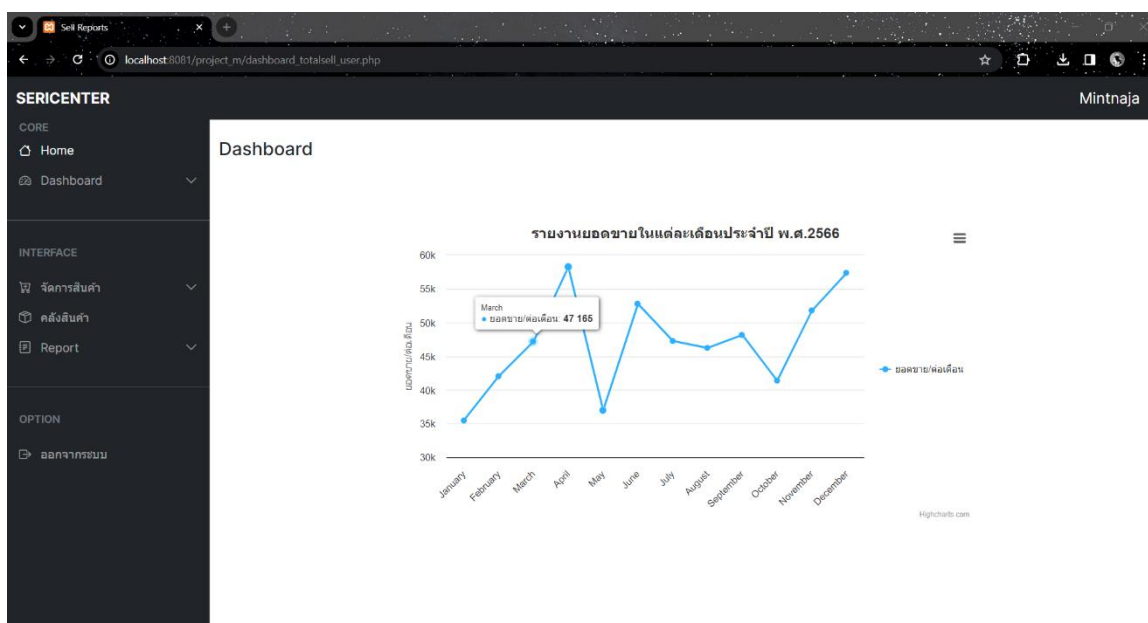 Sell Reports
localhost:8081/project_m/dashboard_totalsell_user.php
SERICENTER
Mintnaja
CORE
Home
Dashboard
INTERFACE
จัดการสินค้า
คลังสินค้า
Report
OPTION
ออกจากระบบ
Dashboard
รายงานยอดขายในแต่ละเดือนประจำปี พ.ศ.2566
ยอดขาย/ต่อเดือน
60k
55k
50k
45k
40k
35k
30k
March
ยอดขาย/ต่อเดือน: 47 165
January
February
March
April
May
June
July
August
September
October
November
December
ยอดขาย/ต่อเดือน
Highcharts.com